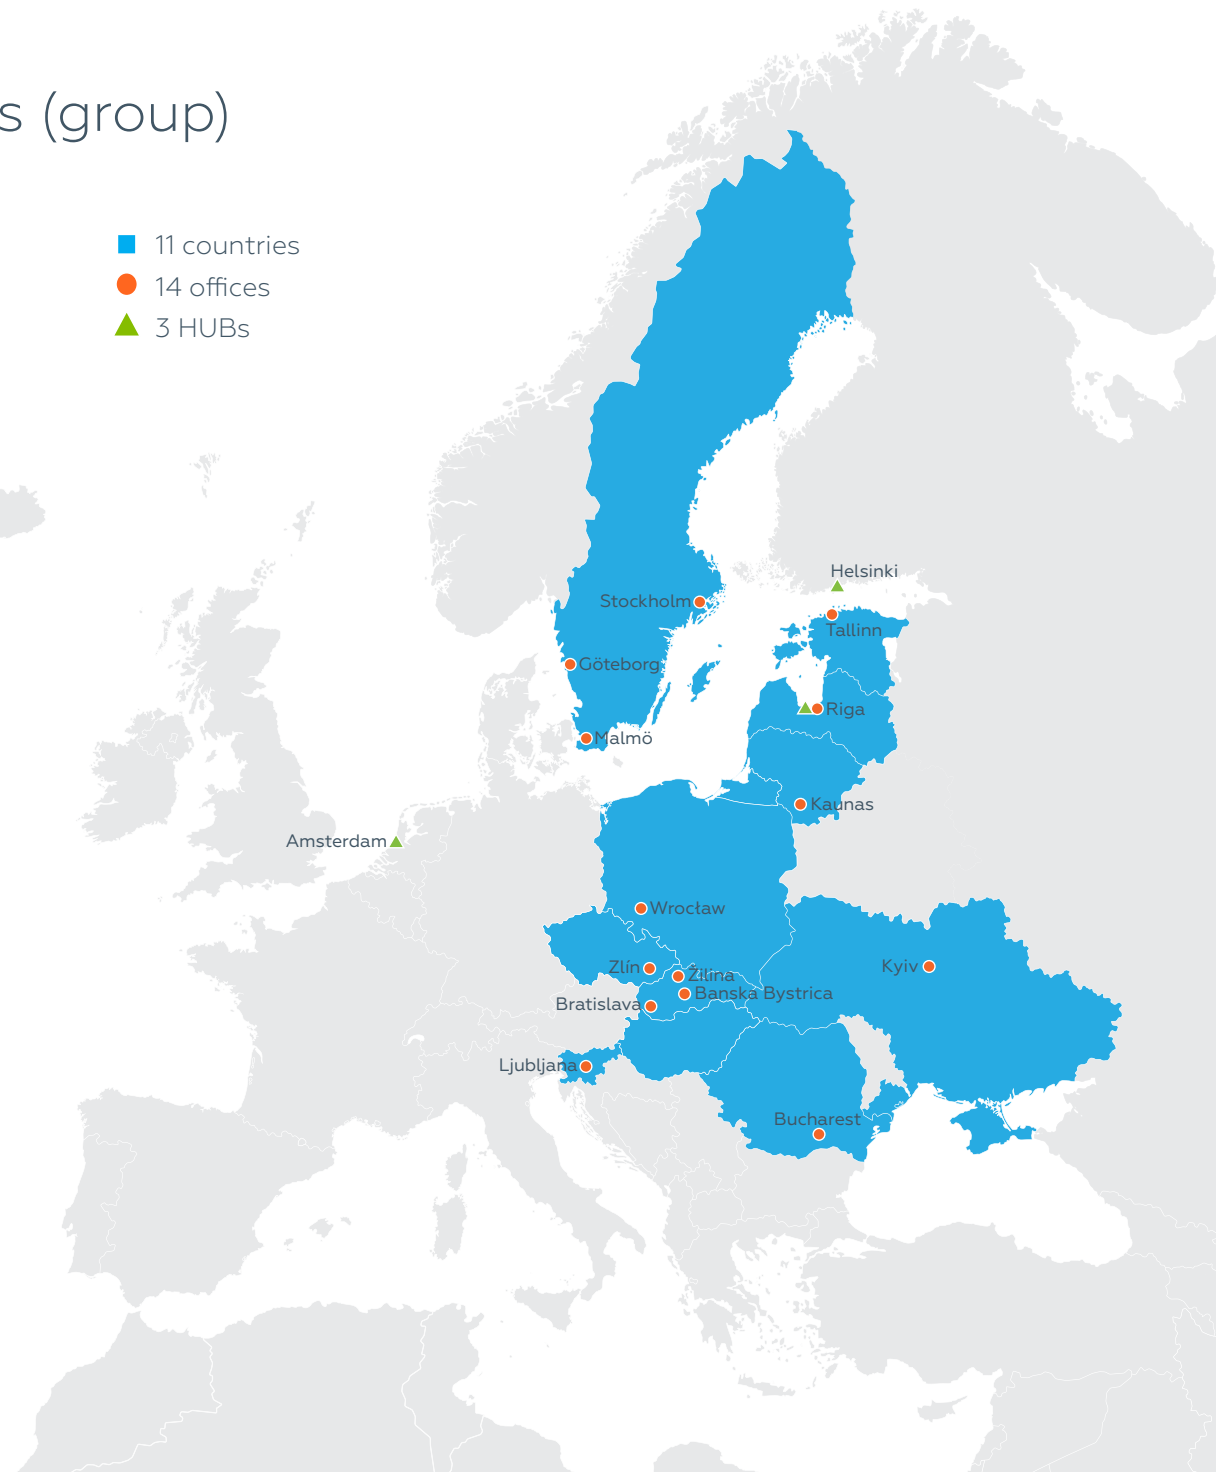 s (group)
11 countries
14 offices
3 HUBs
Helsinki
Stockholm
Tallinn
Göteborg
Riga
Malmö
Kaunas
Amsterdam
Wrocław
Zlín
Žilina
Kyiv
Banská Bystrica
Bratislava
Ljubljana
Bucharest